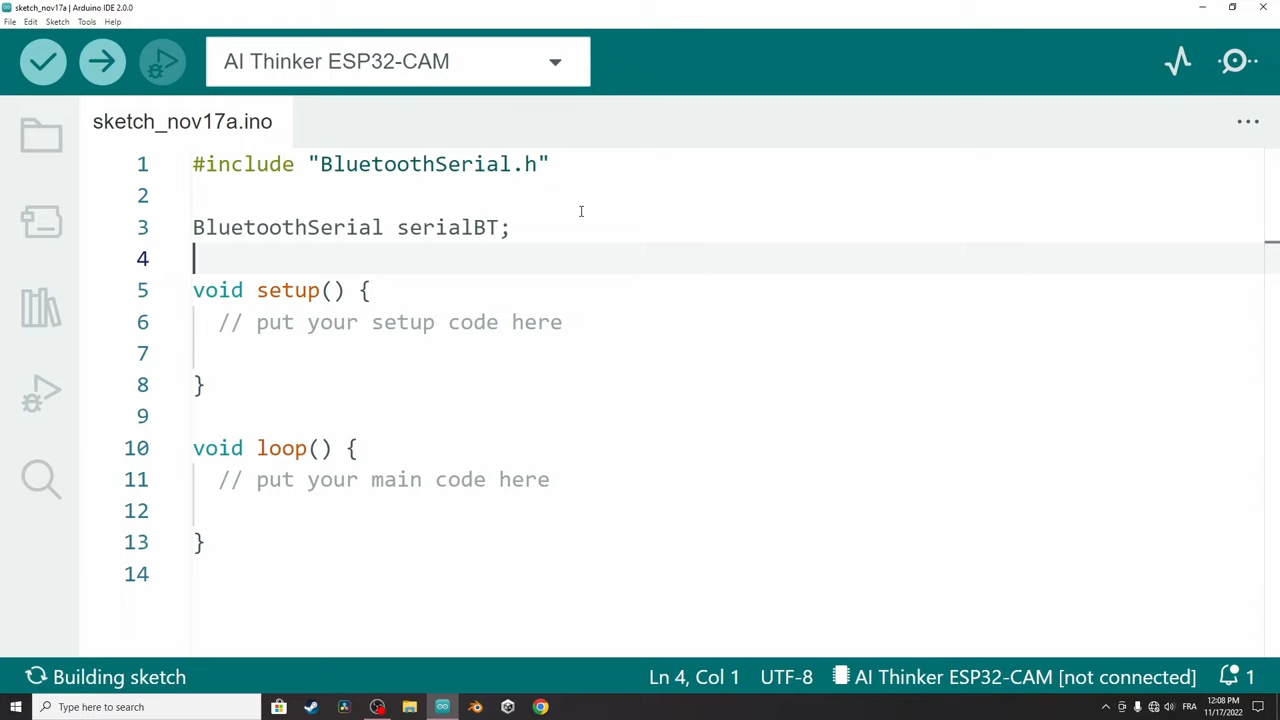 sketch_nov17a | Arduino IDE 2.0.0
File Edit Sketch Tools Help
AI Thinker ESP32-CAM
sketch_nov17a.ino
1 #include "BluetoothSerial.h"
2
3 BluetoothSerial serialBT;
4
5 void setup() {
6 // put your setup code here
7
8 }
9
10 void loop() {
11 // put your main code here
12
13 }
14
Building sketch Ln 4, Col 1 UTF-8 AI Thinker ESP32-CAM [not connected] 1
Type here to search FRA 12:08 PM
11/17/2022